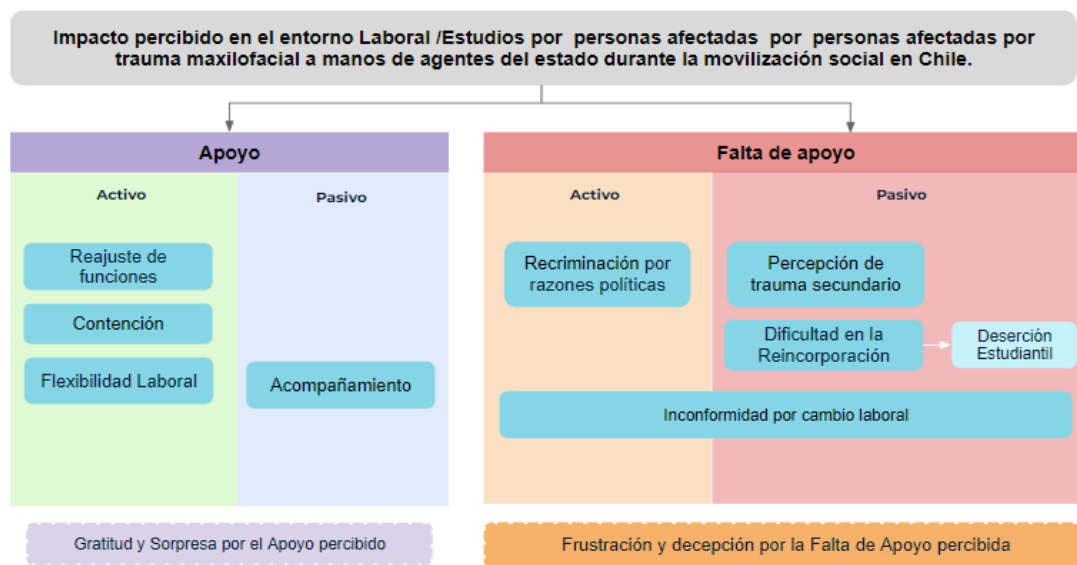 Impacto percibido en el entorno Laboral /Estudios por personas afectadas por personas afectadas por
trauma maxilofacial a manos de agentes del estado durante la movilización social en Chile.
Apoyo
Activo
Pasivo
Reajuste de
funciones
Contención
Flexibilidad Laboral
Acompañamiento
Gratitud y Sorpresa por el Apoyo percibido
Falta de apoyo
Activo
Pasivo
Recriminación por
razones políticas
Percepción de
trauma secundario
Dificultad en la
Reincorporación
Deserción
Estudiantil
Inconformidad por cambio laboral
Frustración y decepción por la Falta de Apoyo percibida